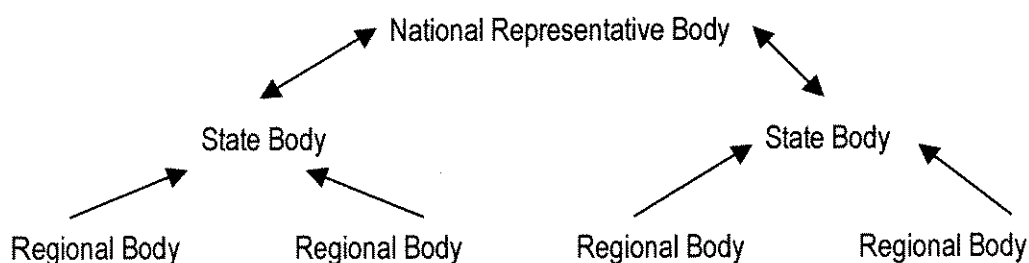 National Representative Body
State Body State Body
Regional Body Regional Body Regional Body Regional Body